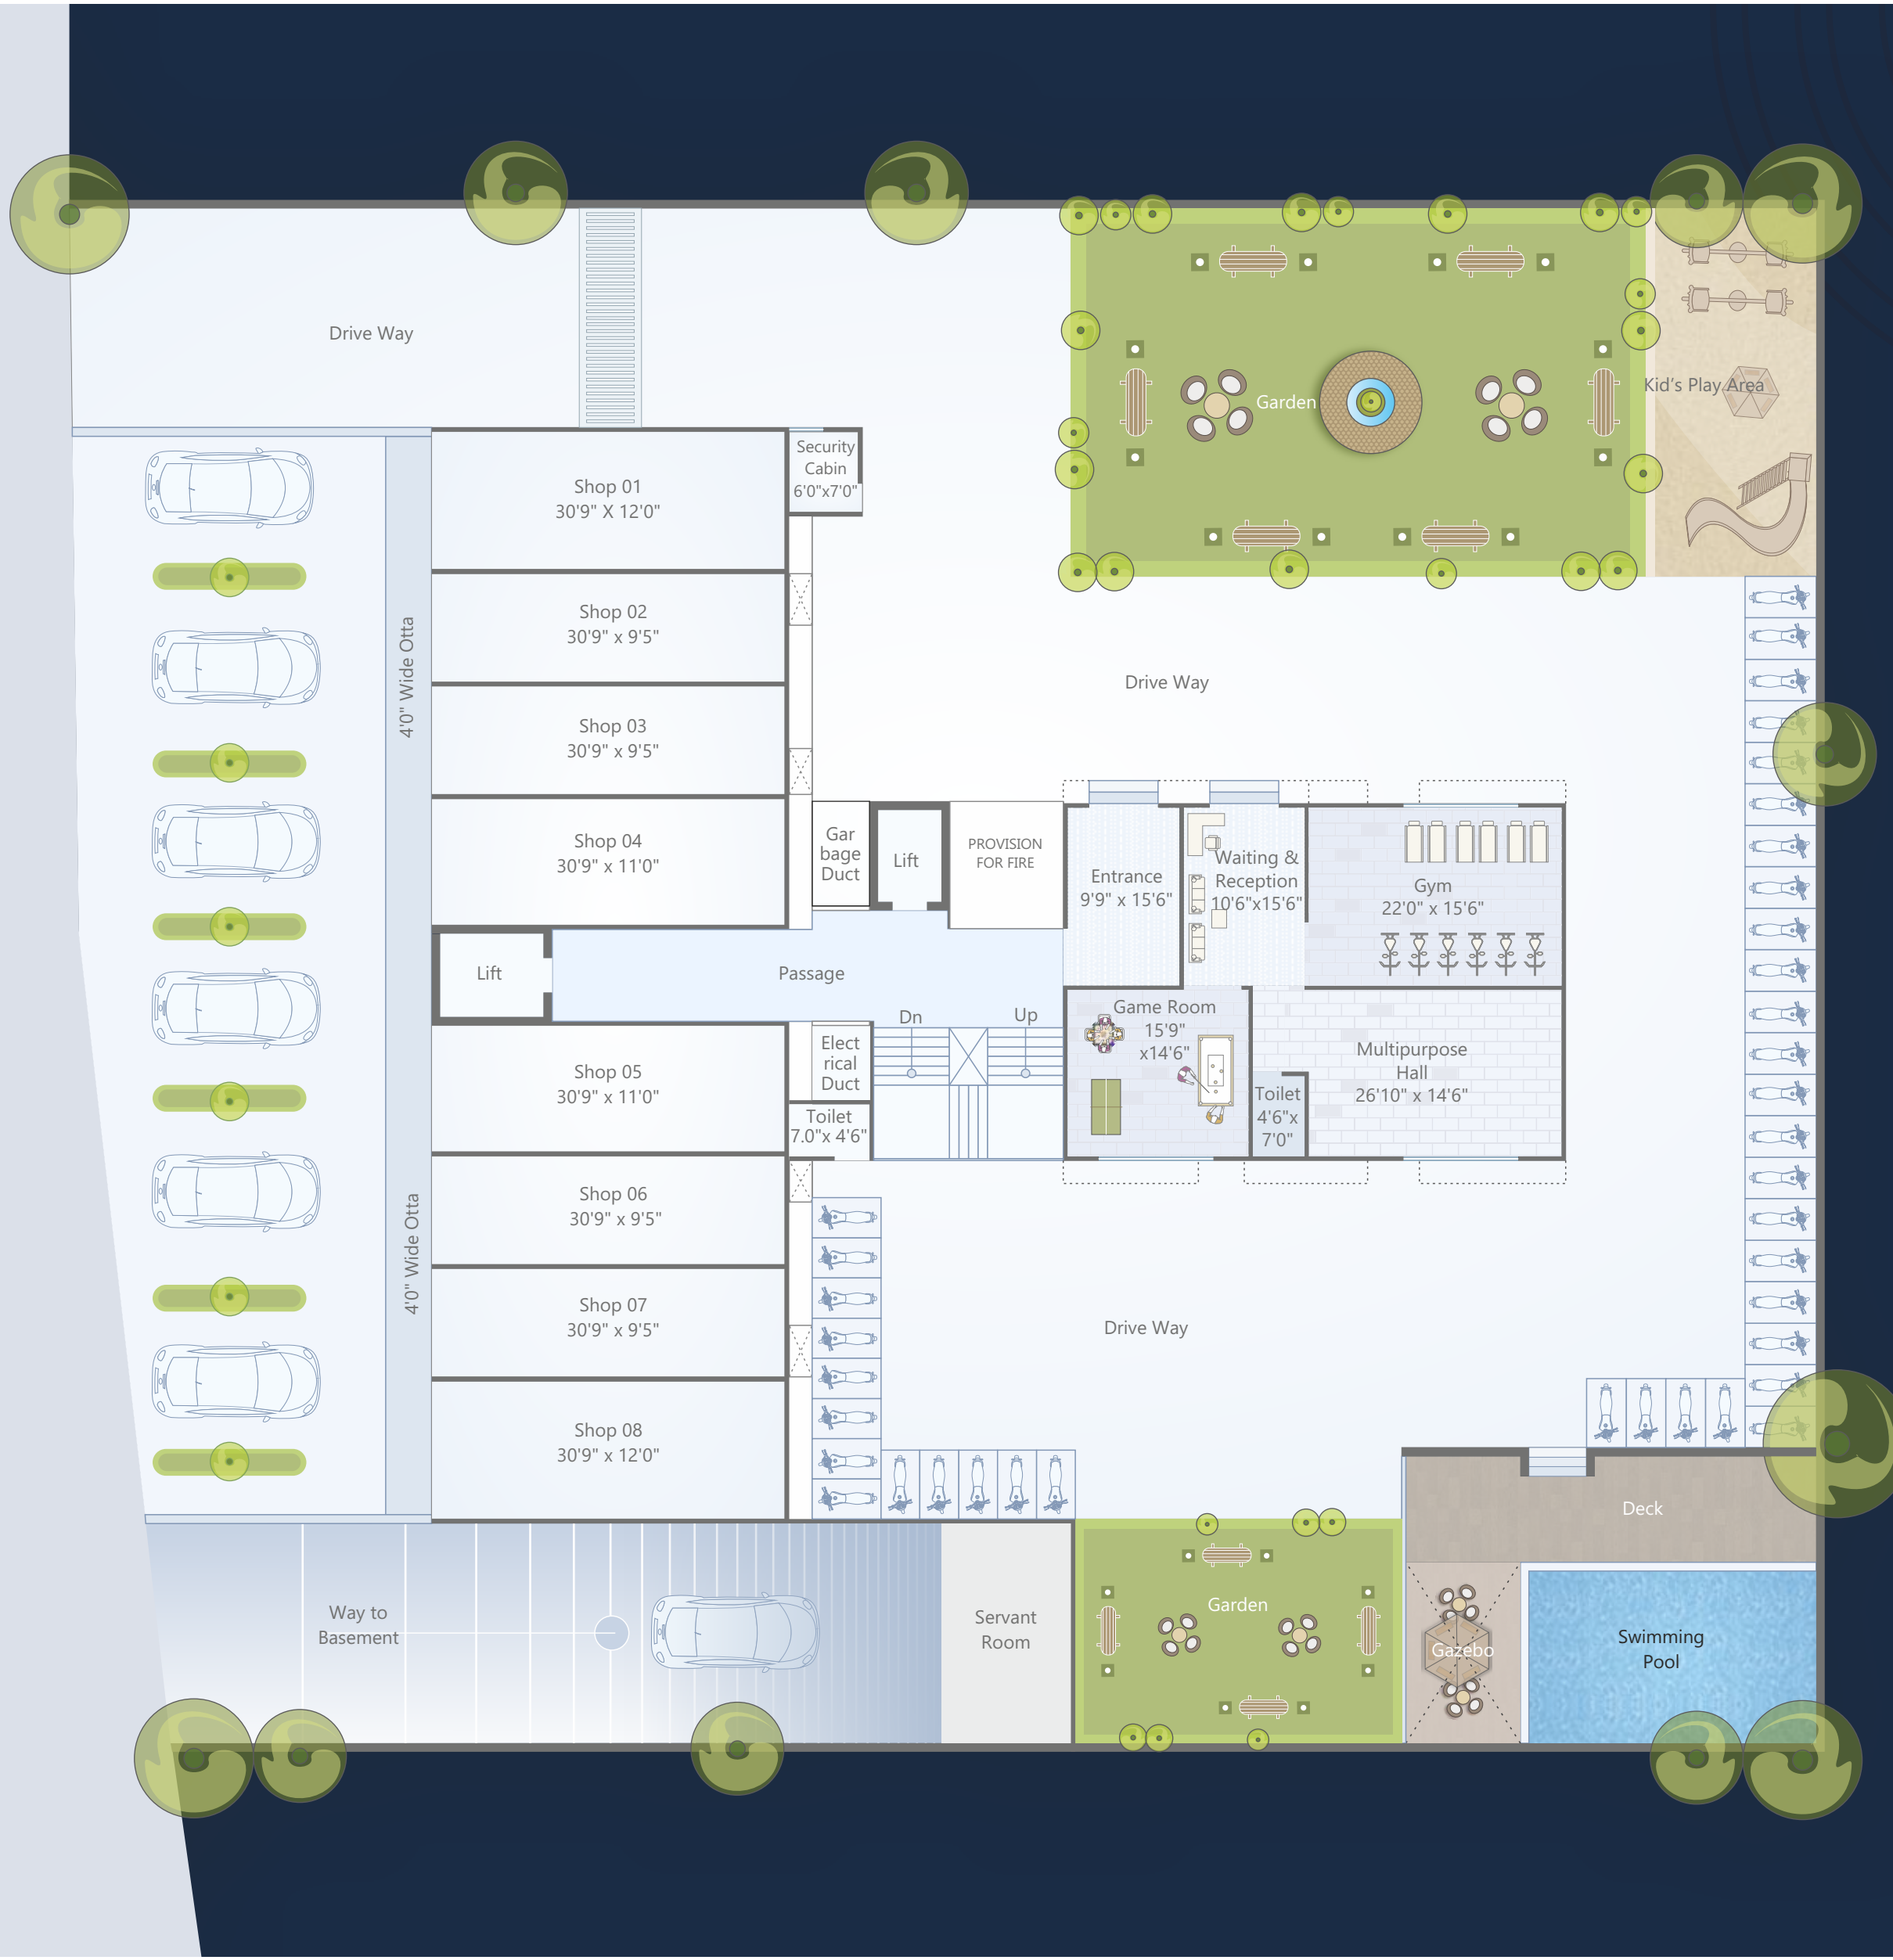 Drive Way
Garden
Kid's Play Area
Security
Cabin
6'0"x7'0"
Shop 01
30'9" X 12'0"
Shop 02
30'9" x 9'5"
4'0" Wide Otta
Drive Way
Shop 03
30'9" x 9'5"
Shop 04
30'9" x 11'0"
Gar
bage
Duct
Lift
PROVISION
FOR FIRE
Entrance
9'9" x 15'6"
Waiting &
Reception
10'6"x15'6"
Gym
22'0" x 15'6"
Lift
Passage
Dn
Up
Game Room
15'9"
x14'6"
Multipurpose
Hall
26'10" x 14'6"
Elect
rical
Duct
Shop 05
30'9" x 11'0"
Toilet
7.0"x 4'6"
Toilet
4'6"x
7'0"
Shop 06
30'9" x 9'5"
4'0" Wide Otta
Shop 07
30'9" x 9'5"
Drive Way
Shop 08
30'9" x 12'0"
Deck
Way to
Basement
Servant
Room
Garden
Gazebo
Swimming
Pool